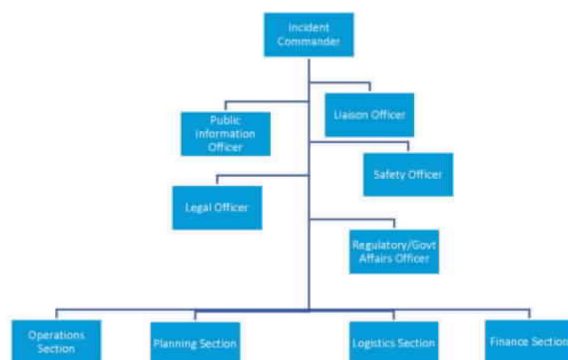 Incident
Commander
Liaison Officer
Public
Information
Officer
Safety Officer
Legal Officer
Regulatory/Govt
Affairs Officer
Operations
Section
Planning Section
Logistics Section
Finance Section